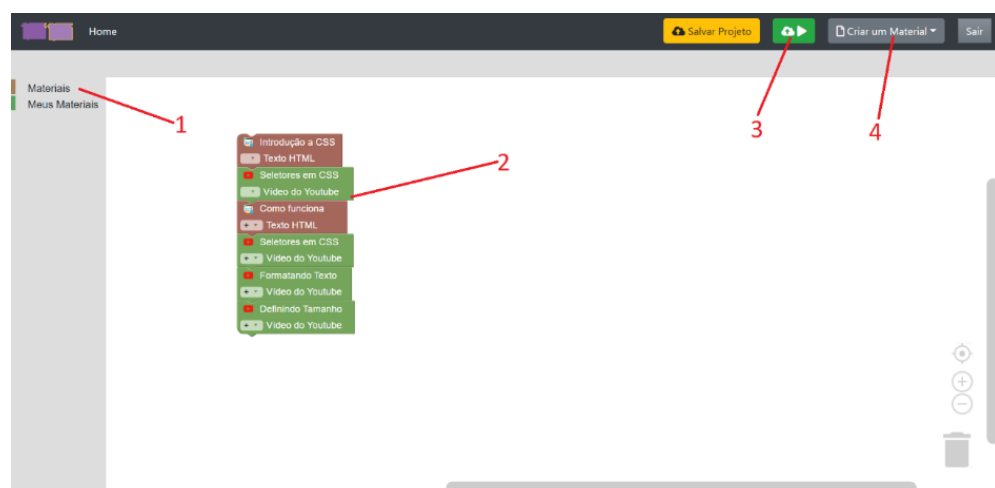 Home
Salvar Projeto
Criar um Material
Sair
Materiais
Meus Materiais
1
2
3
4
Introdução a CSS
Texto HTML
Seletores em CSS
Vídeo do Youtube
Como funciona
+ Texto HTML
Seletores em CSS
+ Vídeo do Youtube
Formatando Texto
+ Vídeo do Youtube
Definindo Tamanho
+ Vídeo do Youtube